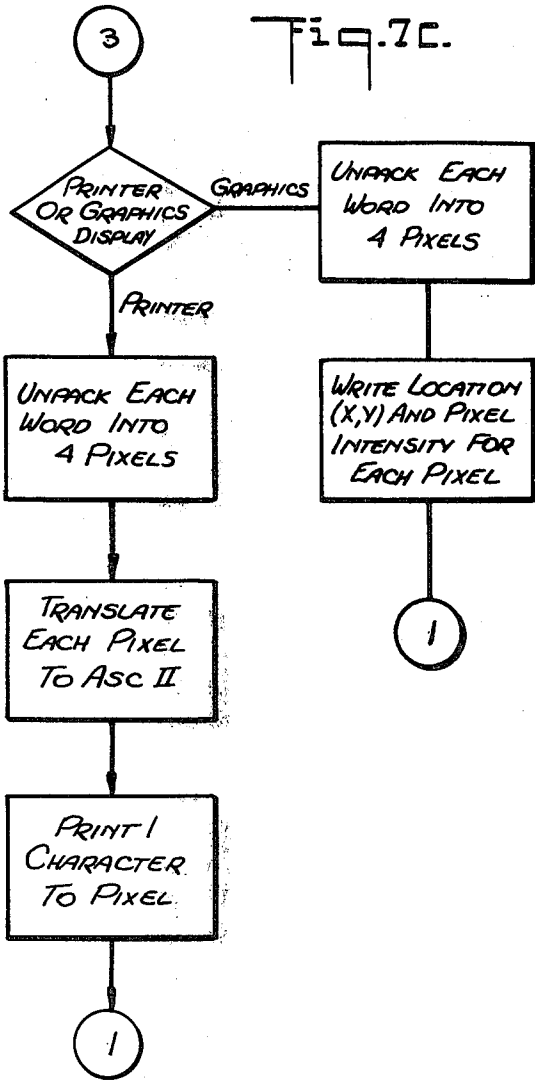 3
Fig. 7C.
PRINTER
OR GRAPHICS
DISPLAY
GRAPHICS
UNPACK EACH
WORD INTO
4 PIXELS
PRINTER
UNPACK EACH
WORD INTO
4 PIXELS
WRITE LOCATION
(X,Y) AND PIXEL
INTENSITY FOR
EACH PIXEL
TRANSLATE
EACH PIXEL
TO ASC II
1
PRINT 1
CHARACTER
TO PIXEL
1